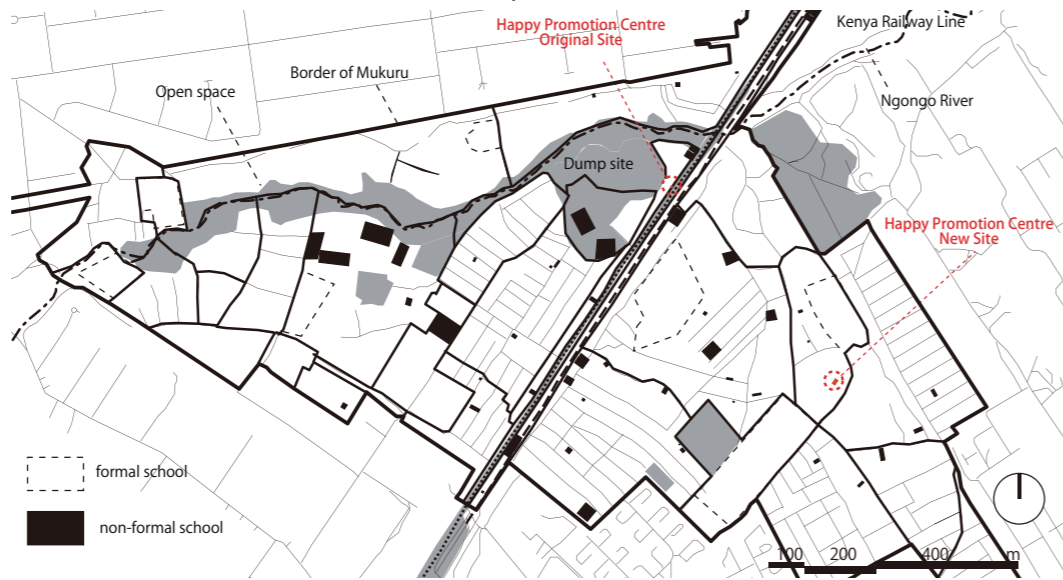 Happy Promotion Centre
Original Site
Kenya Railway Line
Border of Mukuru
Open space
Ngongo River
Dump site
Happy Promotion Centre
New Site
formal school
non-formal school
100 200 400 m